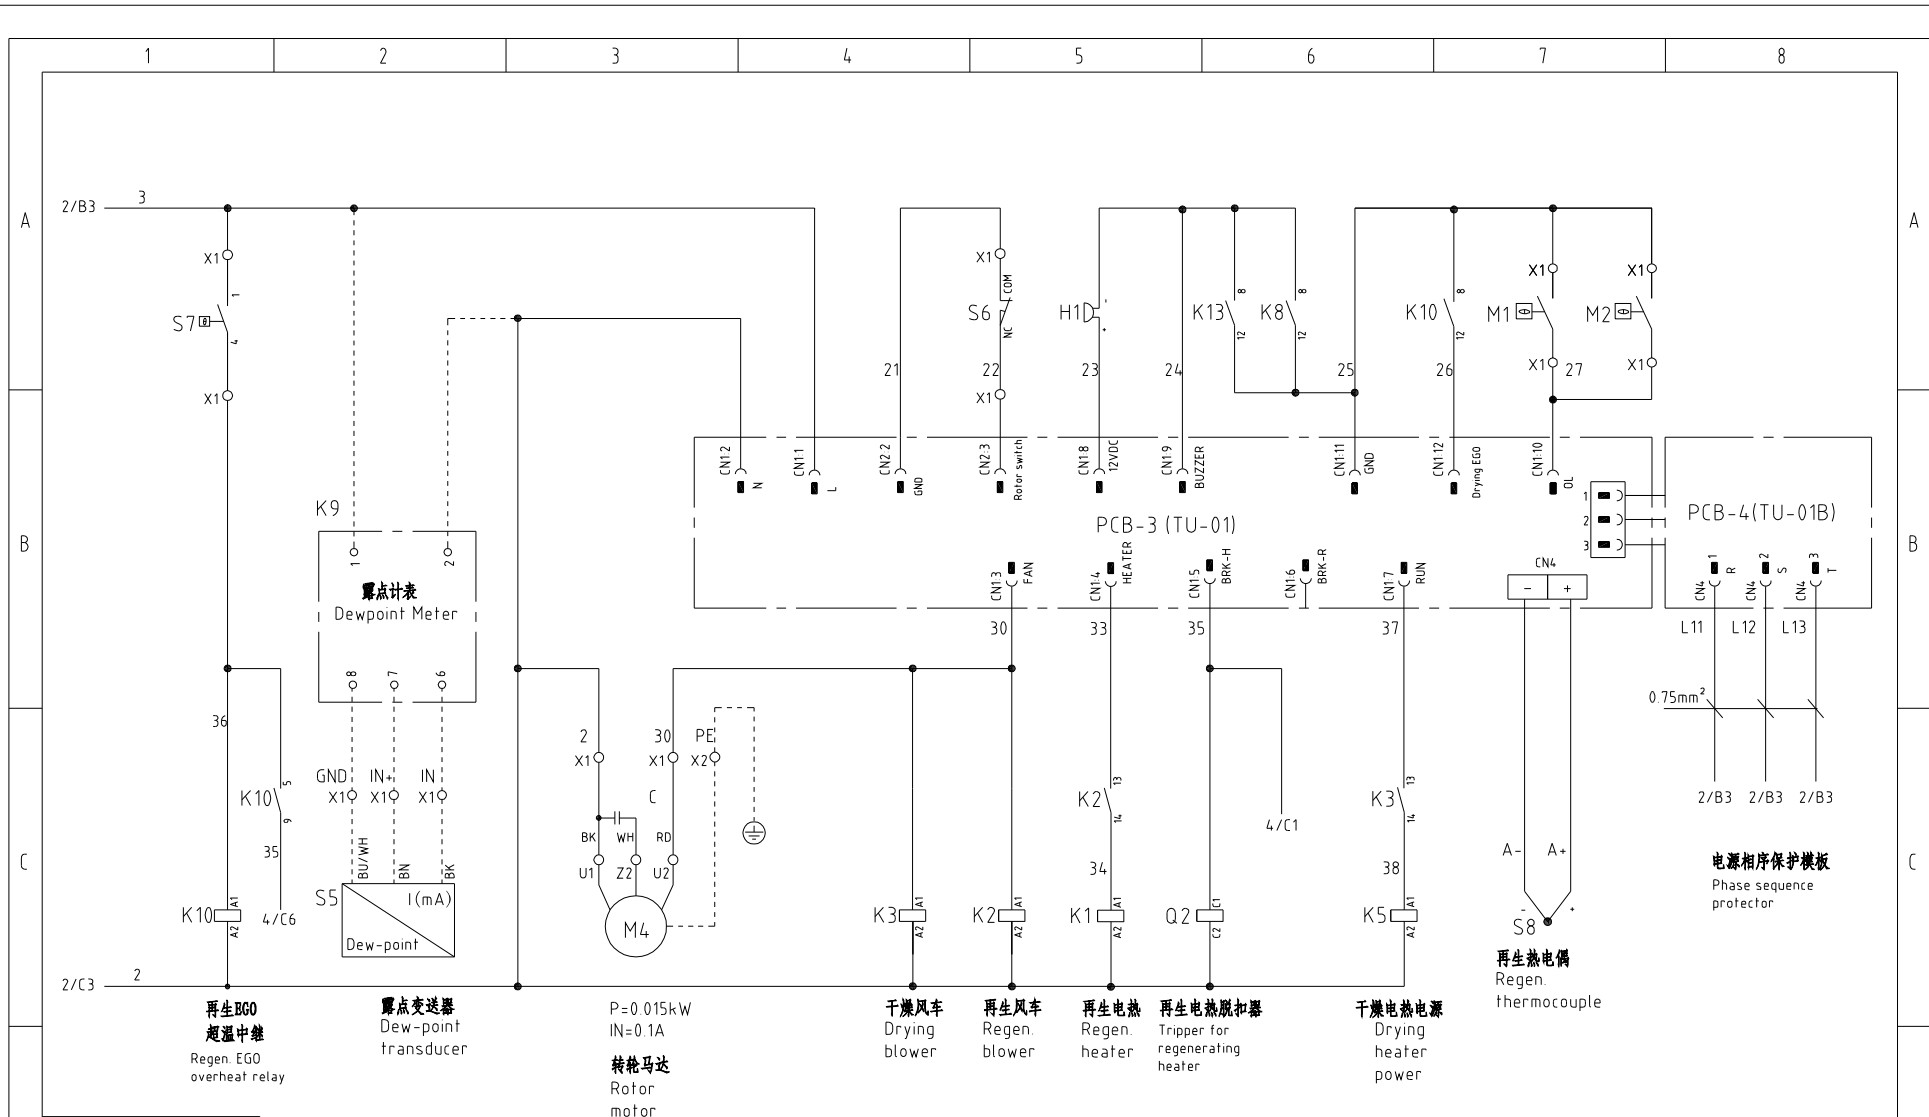 1 2 3 4 5 6 7 8
A A
2/B3 3
X1 X1 X1 X1
1 COM 8 8 8
S7 θ S6 H1 - K13 K8 K10 M1 θ M2 θ
4 NC + 12 12 12
21 22 23 24 25 26 27
X1 X1 X1 X1
B B
CN1:2 N
CN1:1 L
CN2:2 GND
CN2:3 Rotor switch
CN1:8 12VDC
CN1:9 BUZZER
CN1:11 GND
CN1:12 Drying EGO
CN1:10 OL
1
2
3
PCB-3 (TU-01)
PCB-4(TU-01B)
CN1:3 FAN
CN1:4 HEATER
CN1:5 BRK-H
CN1:6 BRK-R
CN1:7 RUN
CN4
- +
CN4 1 R
CN4 2 S
CN4 3 T
K9
1 2
露点计表
Dewpoint Meter
8 7 6
30 33 35 37 L11 L12 L13
0.75mm²
36
2 30 PE
X1 X1 X2
GND IN+ IN
X1 X1 X1
K10 5 9
35
4/C6
C
BK WH RD
U1 Z2 U2
M4
K2 13 14
34
4/C1
K3 13 14
38
2/B3 2/B3 2/B3
C C
A- A+
- +
S8
BU/WH BN BK
S5 I(mA)
Dew-point
K10 A1 A2
K3 A1 A2
K2 A1 A2
K1 A1 A2
Q2 C1 C2
K5 A1 A2
电源相序保护模板
Phase sequence
protector
再生热电偶
Regen.
thermocouple
2/C3 2
再生EGO
超温中继
Regen. EGO
overheat relay
露点变送器
Dew-point
transducer
P=0.015kW
IN=0.1A
转轮马达
Rotor
motor
干燥风车
Drying
blower
再生风车
Regen.
blower
再生电热
Regen.
heater
再生电热脱扣器
Tripper for
regenerating
heater
干燥电热电源
Drying
heater
power